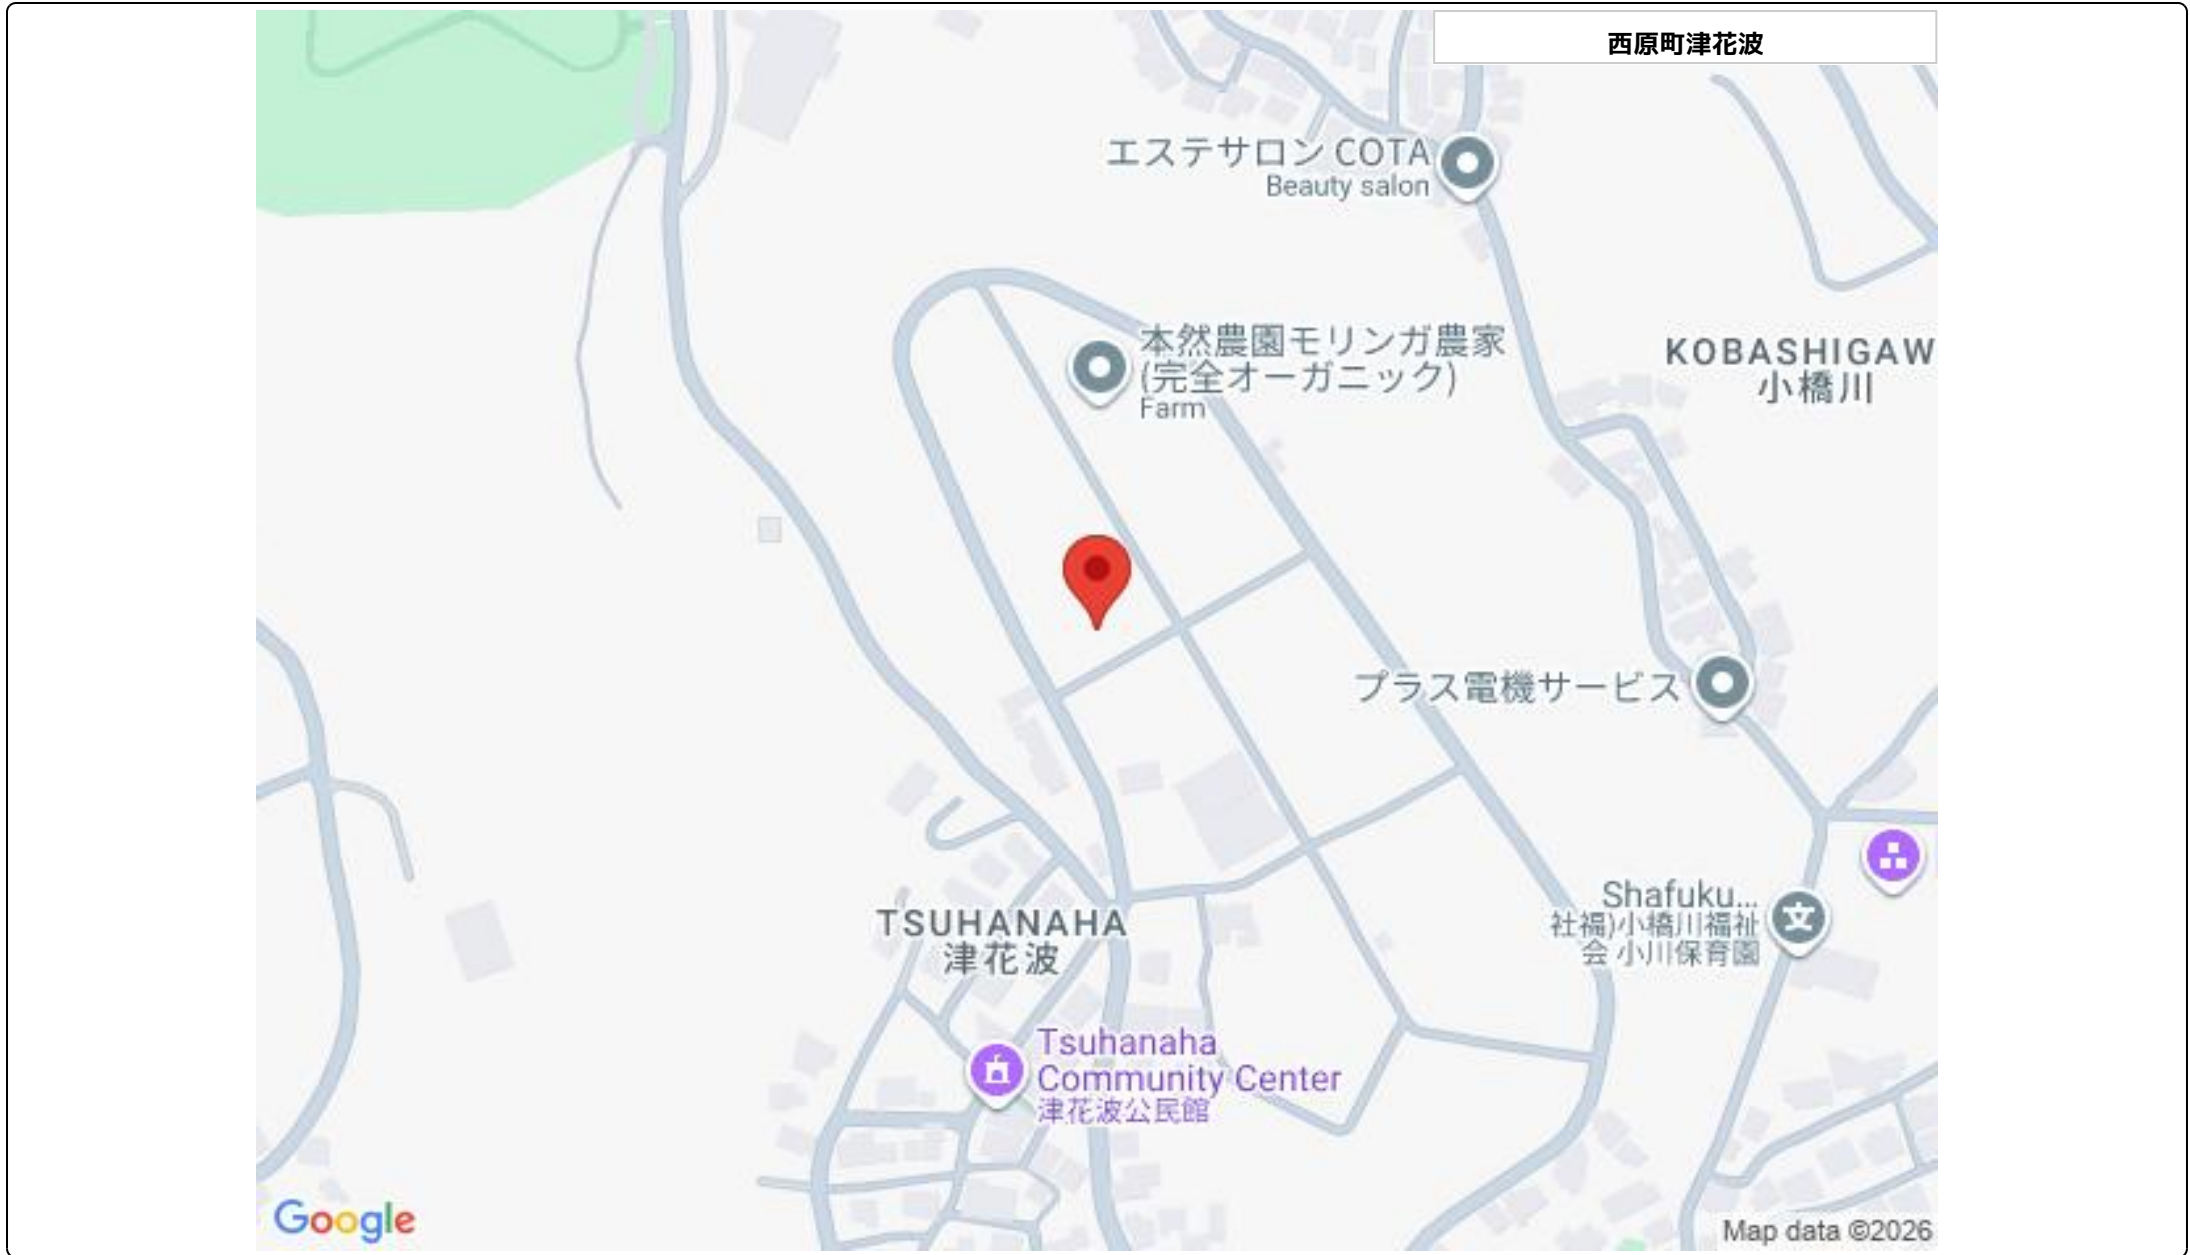 西原町津花波
エステサロン COTA
Beauty salon
本然農園モリンガ農家
(完全オーガニック)
Farm
KOBASHIGAW
小橋川
プラス電機サービス
Shafuku...
社福)小橋川福祉
会 小川保育園
TSUHANAHA
津花波
Tsuhanaha
Community Center
津花波公民館
Google
Map data ©2026